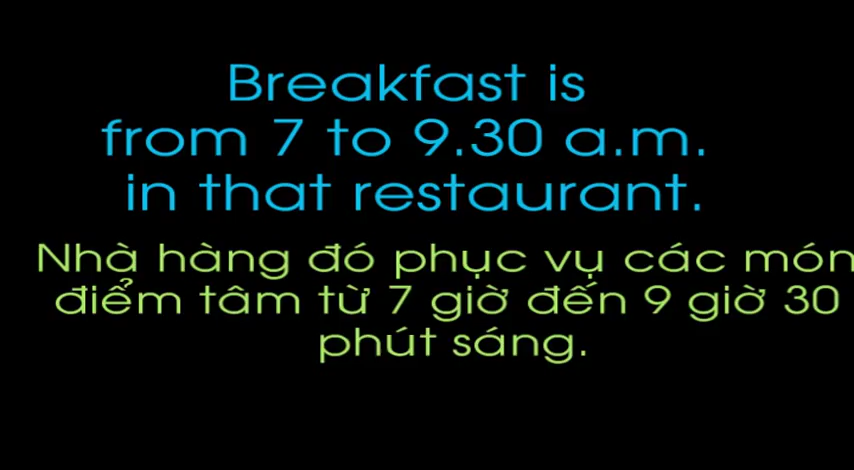 Breakfast is
from 7 to 9.30 a.m.
in that restaurant.
Nhà hàng đó phục vụ các món
điểm tâm từ 7 giờ đến 9 giờ 30
phút sáng.